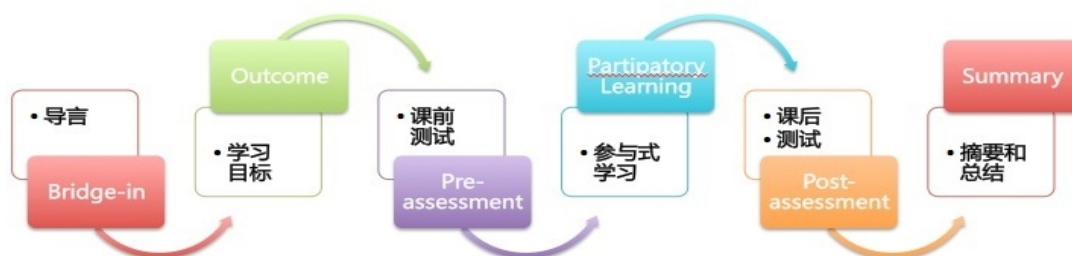 • 导言
Bridge-in
Outcome
• 学习
目标
• 课前
测试
Pre-
assessment
Partipatory
Learning
• 参与式
学习
• 课后
• 测试
Post-
assessment
Summary
• 摘要和
总结